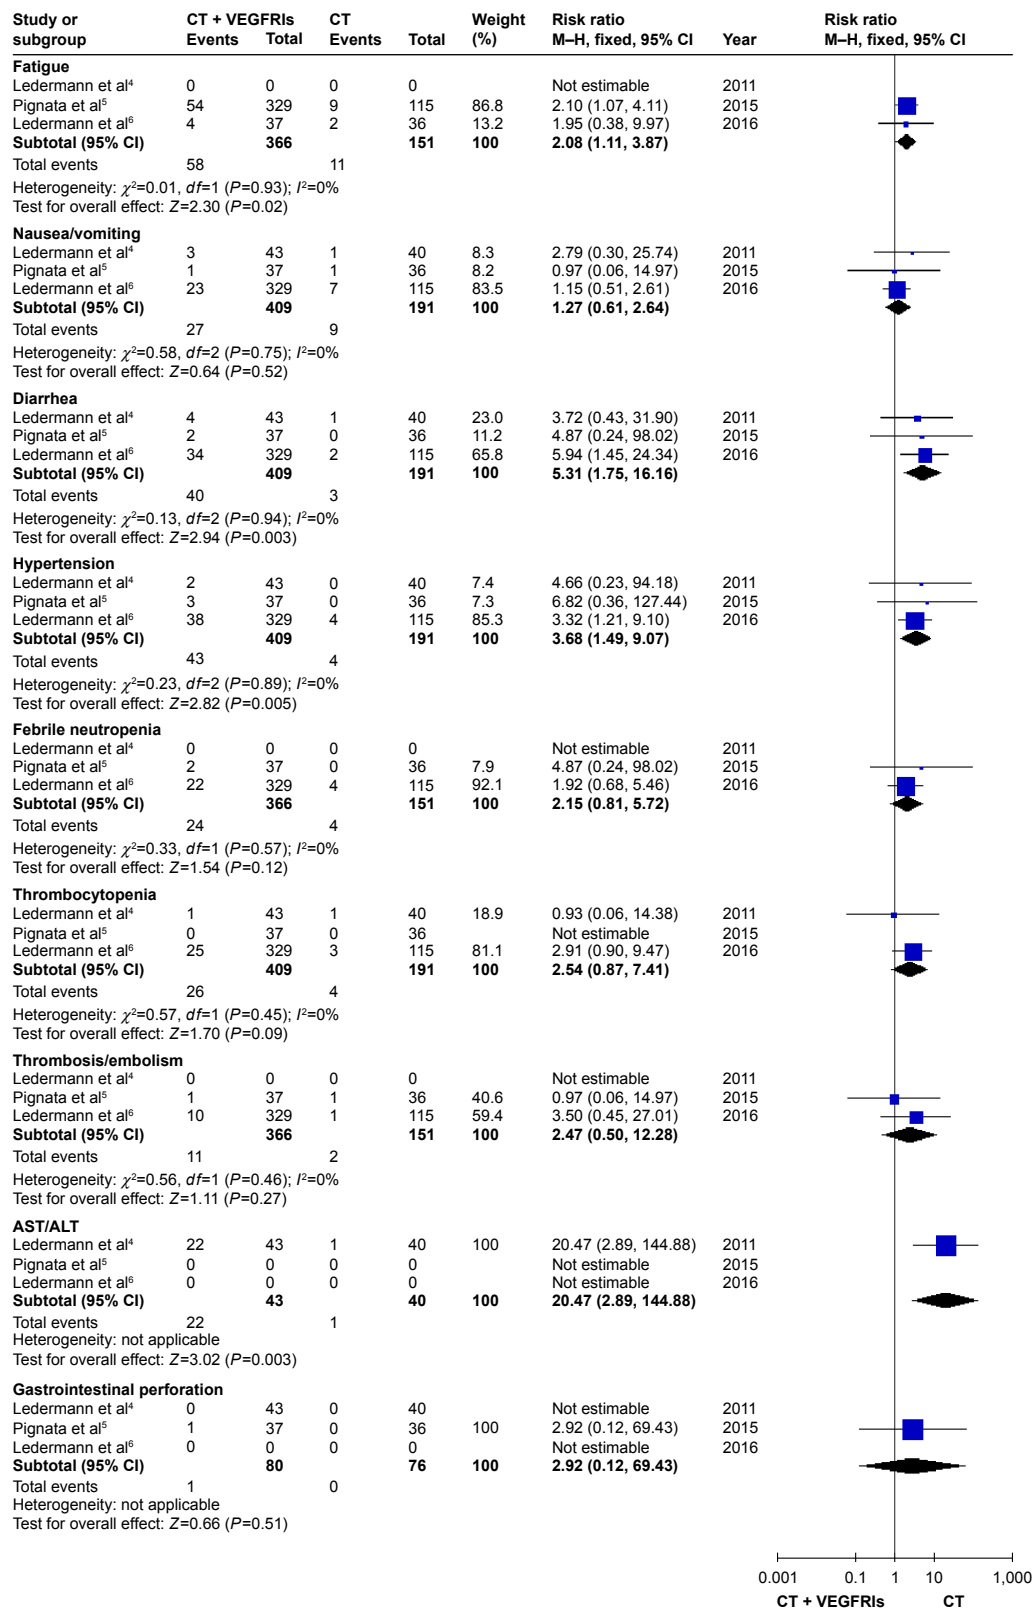 Study or subgroup CT + VEGFRIs CT Weight (%) Risk ratio M–H, fixed, 95% CI Year Risk ratio M–H, fixed, 95% CI
Events Total Events Total
Fatigue
Ledermann et al⁴ 0 0 0 0 Not estimable 2011
Pignata et al⁵ 54 329 9 115 86.8 2.10 (1.07, 4.11) 2015
Ledermann et al⁶ 4 37 2 36 13.2 1.95 (0.38, 9.97) 2016
Subtotal (95% CI) 366 151 100 2.08 (1.11, 3.87)
Total events 58 11
Heterogeneity: χ²=0.01, df=1 (P=0.93); I²=0%
Test for overall effect: Z=2.30 (P=0.02)
Nausea/vomiting
Ledermann et al⁴ 3 43 1 40 8.3 2.79 (0.30, 25.74) 2011
Pignata et al⁵ 1 37 1 36 8.2 0.97 (0.06, 14.97) 2015
Ledermann et al⁶ 23 329 7 115 83.5 1.15 (0.51, 2.61) 2016
Subtotal (95% CI) 409 191 100 1.27 (0.61, 2.64)
Total events 27 9
Heterogeneity: χ²=0.58, df=2 (P=0.75); I²=0%
Test for overall effect: Z=0.64 (P=0.52)
Diarrhea
Ledermann et al⁴ 4 43 1 40 23.0 3.72 (0.43, 31.90) 2011
Pignata et al⁵ 2 37 0 36 11.2 4.87 (0.24, 98.02) 2015
Ledermann et al⁶ 34 329 2 115 65.8 5.94 (1.45, 24.34) 2016
Subtotal (95% CI) 409 191 100 5.31 (1.75, 16.16)
Total events 40 3
Heterogeneity: χ²=0.13, df=2 (P=0.94); I²=0%
Test for overall effect: Z=2.94 (P=0.003)
Hypertension
Ledermann et al⁴ 2 43 0 40 7.4 4.66 (0.23, 94.18) 2011
Pignata et al⁵ 3 37 0 36 7.3 6.82 (0.36, 127.44) 2015
Ledermann et al⁶ 38 329 4 115 85.3 3.32 (1.21, 9.10) 2016
Subtotal (95% CI) 409 191 100 3.68 (1.49, 9.07)
Total events 43 4
Heterogeneity: χ²=0.23, df=2 (P=0.89); I²=0%
Test for overall effect: Z=2.82 (P=0.005)
Febrile neutropenia
Ledermann et al⁴ 0 0 0 0 Not estimable 2011
Pignata et al⁵ 2 37 0 36 7.9 4.87 (0.24, 98.02) 2015
Ledermann et al⁶ 22 329 4 115 92.1 1.92 (0.68, 5.46) 2016
Subtotal (95% CI) 366 151 100 2.15 (0.81, 5.72)
Total events 24 4
Heterogeneity: χ²=0.33, df=1 (P=0.57); I²=0%
Test for overall effect: Z=1.54 (P=0.12)
Thrombocytopenia
Ledermann et al⁴ 1 43 1 40 18.9 0.93 (0.06, 14.38) 2011
Pignata et al⁵ 0 37 0 36 Not estimable 2015
Ledermann et al⁶ 25 329 3 115 81.1 2.91 (0.90, 9.47) 2016
Subtotal (95% CI) 409 191 100 2.54 (0.87, 7.41)
Total events 26 4
Heterogeneity: χ²=0.57, df=1 (P=0.45); I²=0%
Test for overall effect: Z=1.70 (P=0.09)
Thrombosis/embolism
Ledermann et al⁴ 0 0 0 0 Not estimable 2011
Pignata et al⁵ 1 37 1 36 40.6 0.97 (0.06, 14.97) 2015
Ledermann et al⁶ 10 329 1 115 59.4 3.50 (0.45, 27.01) 2016
Subtotal (95% CI) 366 151 100 2.47 (0.50, 12.28)
Total events 11 2
Heterogeneity: χ²=0.56, df=1 (P=0.46); I²=0%
Test for overall effect: Z=1.11 (P=0.27)
AST/ALT
Ledermann et al⁴ 22 43 1 40 100 20.47 (2.89, 144.88) 2011
Pignata et al⁵ 0 0 0 0 Not estimable 2015
Ledermann et al⁶ 0 0 0 0 Not estimable 2016
Subtotal (95% CI) 43 40 100 20.47 (2.89, 144.88)
Total events 22 1
Heterogeneity: not applicable
Test for overall effect: Z=3.02 (P=0.003)
Gastrointestinal perforation
Ledermann et al⁴ 0 43 0 40 Not estimable 2011
Pignata et al⁵ 1 37 0 36 100 2.92 (0.12, 69.43) 2015
Ledermann et al⁶ 0 0 0 0 Not estimable 2016
Subtotal (95% CI) 80 76 100 2.92 (0.12, 69.43)
Total events 1 0
Heterogeneity: not applicable
Test for overall effect: Z=0.66 (P=0.51)
0.001 0.1 1 10 1,000
CT + VEGFRIs CT